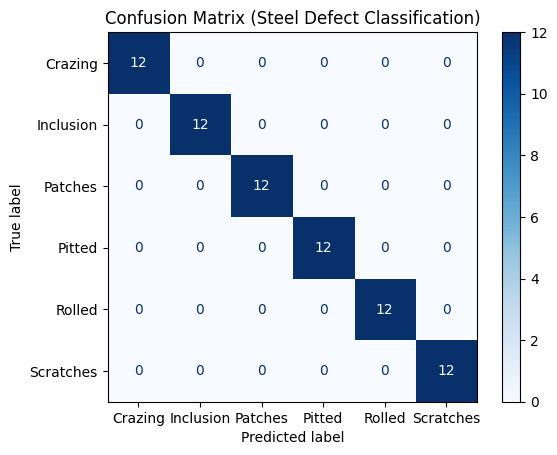 Confusion Matrix (Steel Defect Classification)
Crazing 12 0 0 0 0 0
Inclusion 0 12 0 0 0 0
Patches 0 0 12 0 0 0
Pitted 0 0 0 12 0 0
Rolled 0 0 0 0 12 0
Scratches 0 0 0 0 0 12
Crazing Inclusion Patches Pitted Rolled Scratches
Predicted label
True label
12
10
8
6
4
2
0